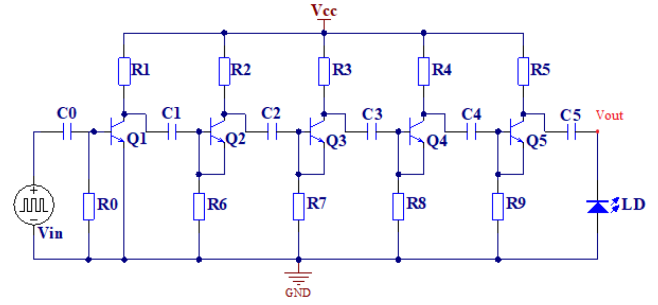 Vcc
R1 R2 R3 R4 R5
C0 C1 C2 C3 C4 C5 Vout
Q1 Q2 Q3 Q4 Q5
R0 R6 R7 R8 R9 LD
Vin
GND